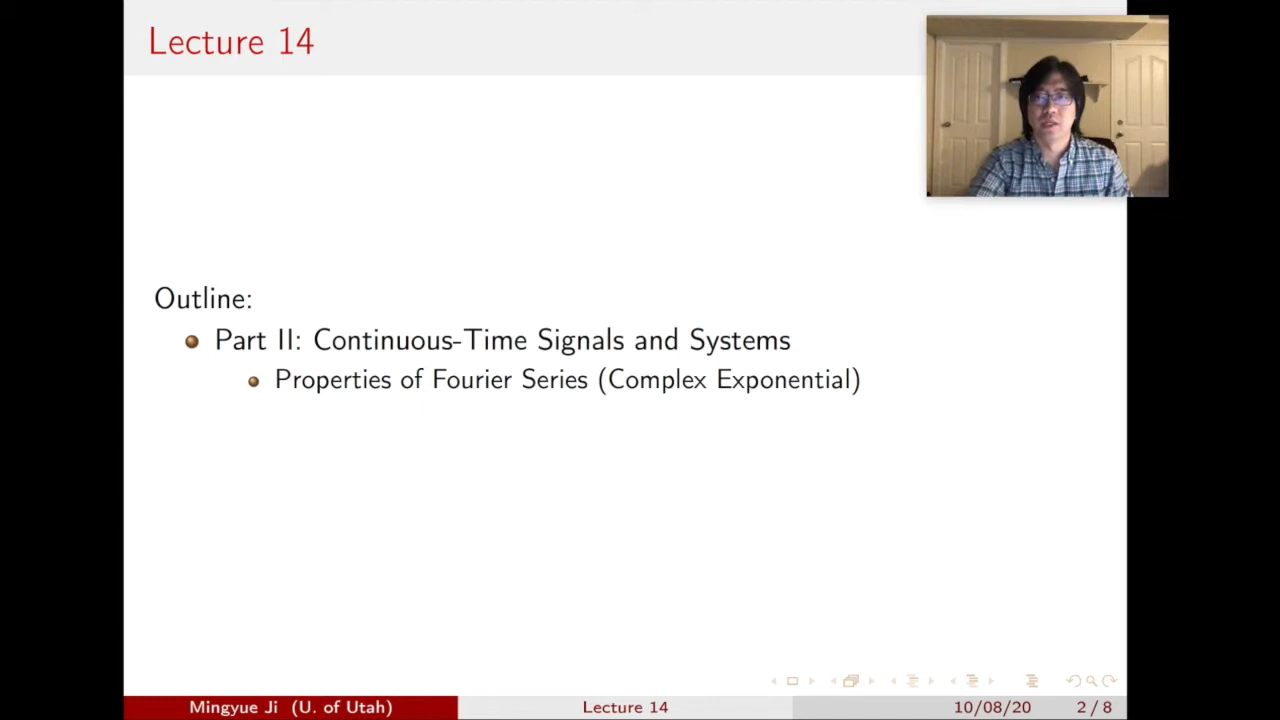 Lecture 14
Outline:
Part II: Continuous-Time Signals and Systems
Properties of Fourier Series (Complex Exponential)
Mingyue Ji (U. of Utah)
Lecture 14
10/08/20
2 / 8